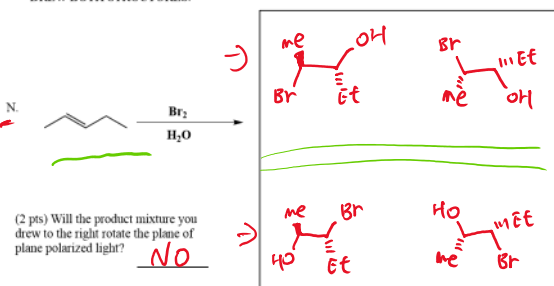 Me OH
Br Et
Br Et
Me OH
N.
Br2
H2O
(2 pts) Will the product mixture you
drew to the right rotate the plane of
plane polarized light? NO
Me Br
HO Et
HO Et
Me Br